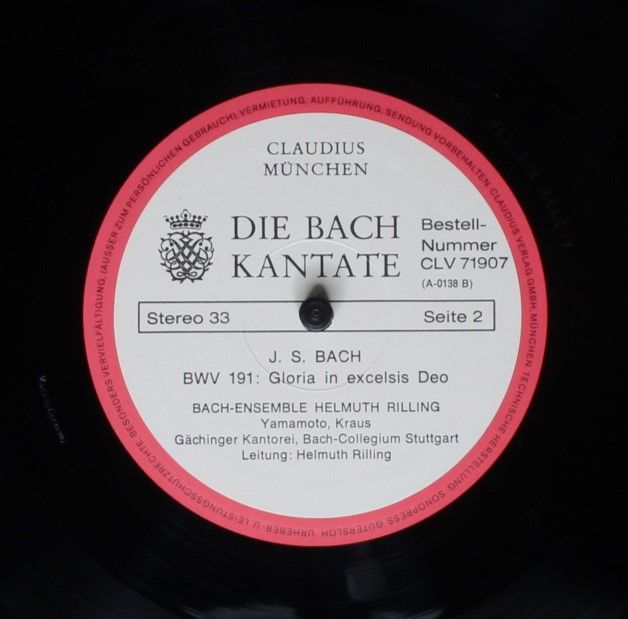 CLAUDIUS
MÜNCHEN
DIE BACH
KANTATE
Bestell-
Nummer
CLV 71907
(A-0138 B)
Stereo 33
Seite 2
J. S. BACH
BWV 191: Gloria in excelsis Deo
BACH-ENSEMBLE HELMUTH RILLING
Yamamoto, Kraus
Gächinger Kantorei, Bach-Collegium Stuttgart
Leitung: Helmuth Rilling
URHEBER- U. LEISTUNGSSCHUTZRECHTE BESONDERS VERVIELFÄLTIGUNG, (AUSSER ZUM PERSÖNLICHEN GEBRAUCH), VERMIETUNG, AUFFÜHRUNG, SENDUNG VORBEHALTEN. CLAUDIUS VERLAG GMBH, MÜNCHEN TECHNISCHE HERSTELLUNG: SONOPRESS GÜTERSLOH